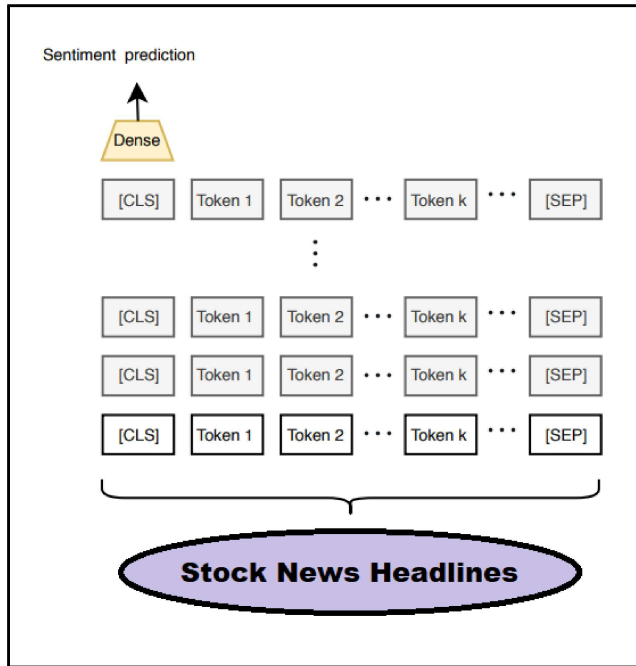 Sentiment prediction
Dense
[CLS] Token 1 Token 2 ... Token k ... [SEP]
[CLS] Token 1 Token 2 ... Token k ... [SEP]
[CLS] Token 1 Token 2 ... Token k ... [SEP]
[CLS] Token 1 Token 2 ... Token k ... [SEP]
Stock News Headlines